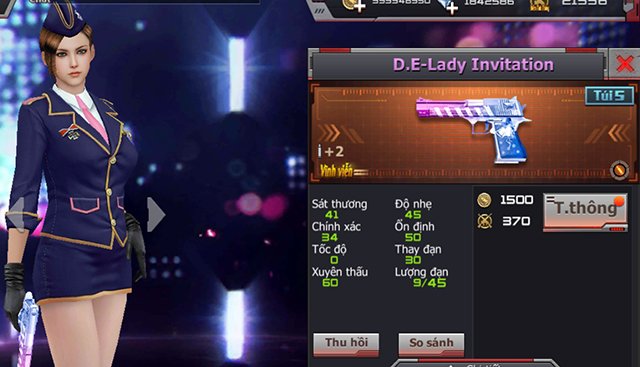 D.E-Lady Invitation
Túi 5
i+2
Vĩnh viễn
Sát thương
41
Độ nhẹ
45
Chính xác
34
Ổn định
50
Tốc độ
0
Thay đạn
30
Xuyên thấu
60
Lượng đạn
9/45
1500
370
T.thông
Thu hồi
So sánh